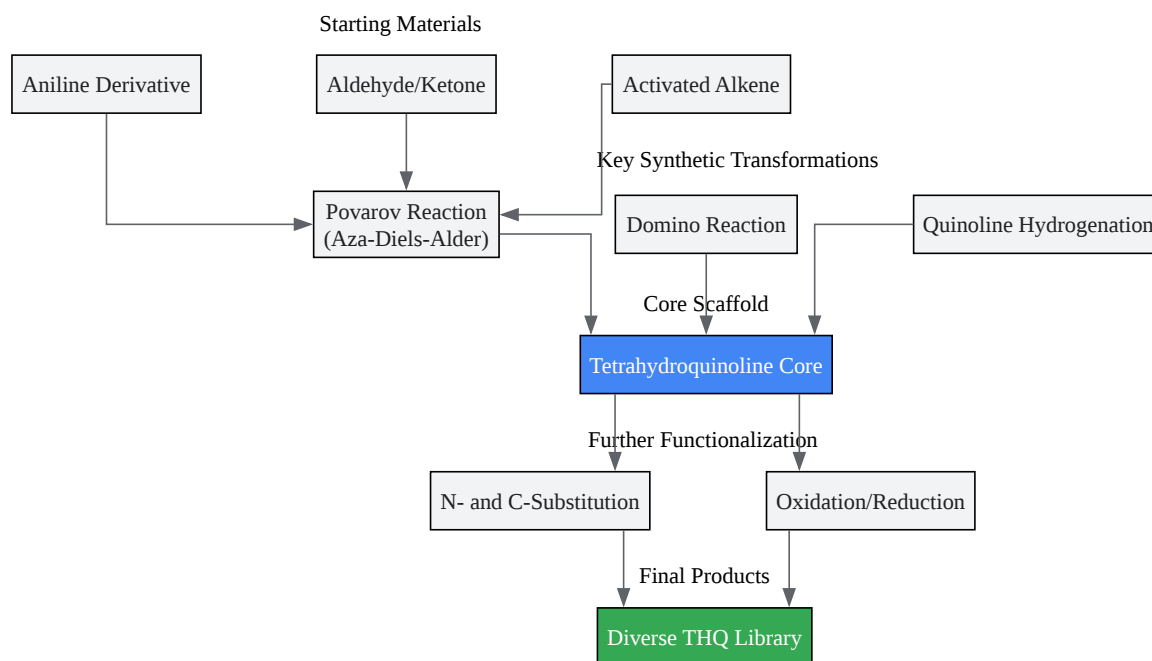 Starting Materials
Aniline Derivative
Aldehyde/Ketone
Activated Alkene
Key Synthetic Transformations
Povarov Reaction
(Aza-Diels-Alder)
Domino Reaction
Quinoline Hydrogenation
Core Scaffold
Tetrahydroquinoline Core
Further Functionalization
N- and C-Substitution
Oxidation/Reduction
Final Products
Diverse THQ Library